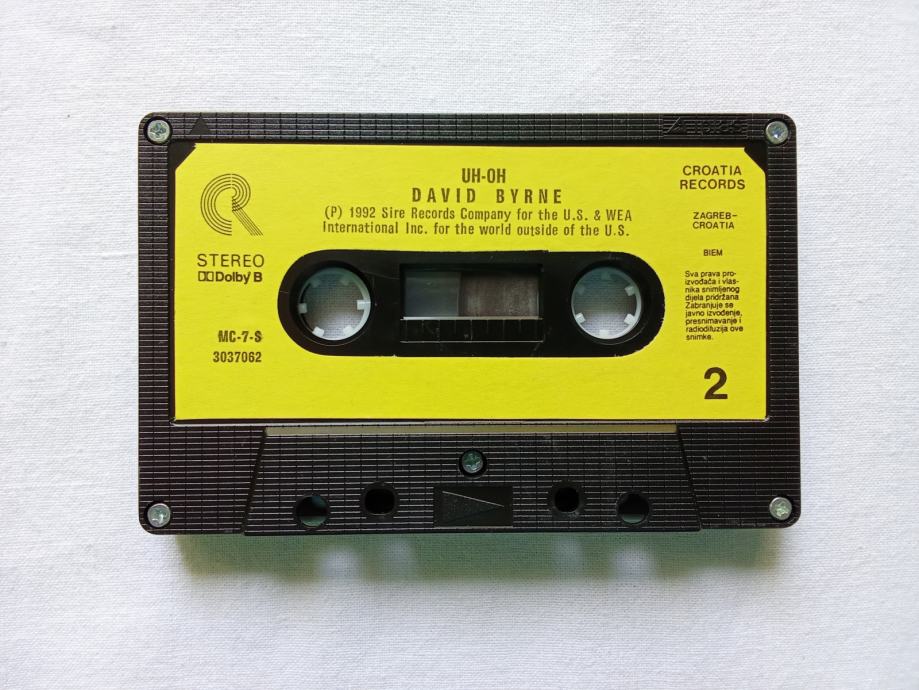 UH-OH
DAVID BYRNE
(P) 1992 Sire Records Company for the U.S. & WEA
International Inc. for the world outside of the U.S.
STEREO
Dolby B
MC-7-S
3037062
CROATIA
RECORDS
ZAGREB–
CROATIA
BIEM
Sva prava pro-
izvođača i vlas-
nika snimljenog
dijela pridržana
Zabranjuje se
javno izvođenje,
presnimavanje i
radiodifuzija ove
snimke.
2